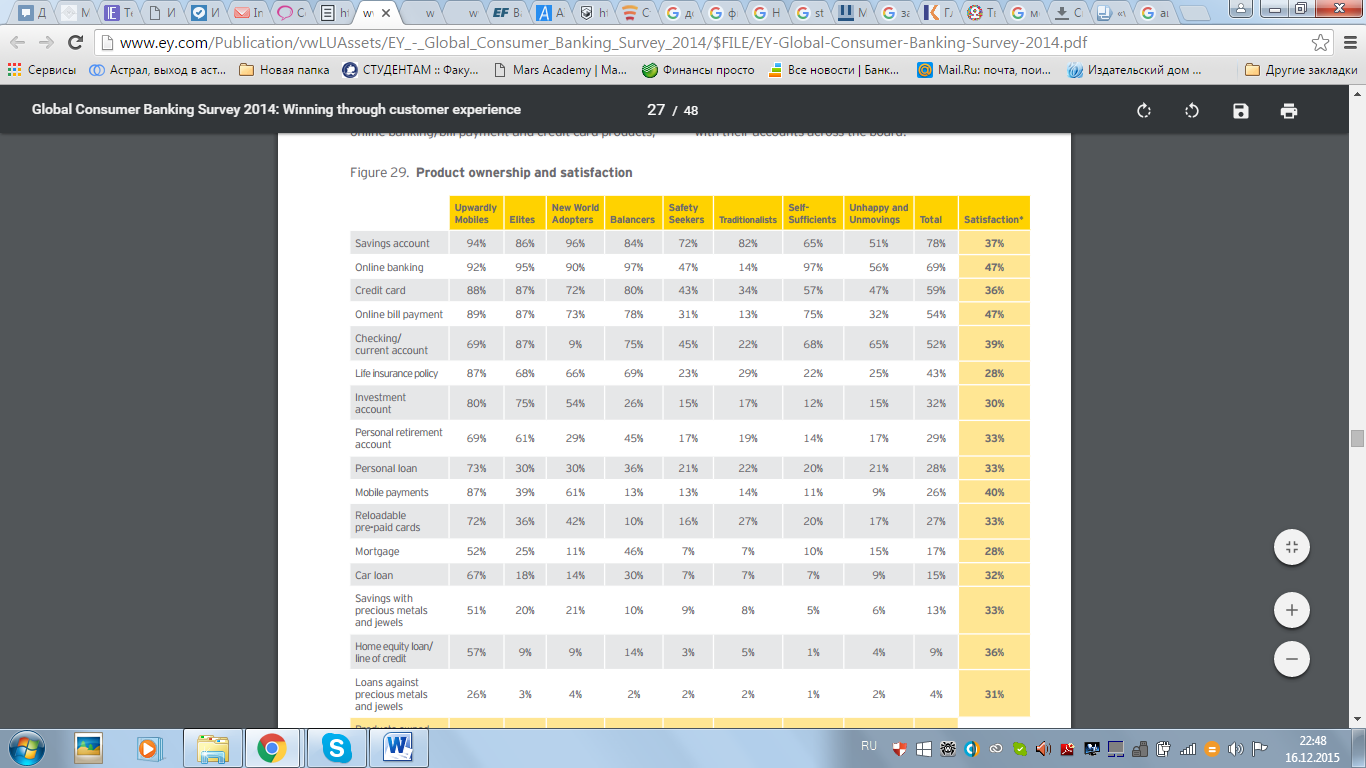 www.ey.com/Publication/vwLUAssets/EY_-_Global_Consumer_Banking_Survey_2014/$FILE/EY-Global-Consumer-Banking-Survey-2014.pdf
Сервисы Астрал, выход в аст... Новая папка СТУДЕНТАМ :: Факу... Mars Academy | Ma... Финансы просто Все новости | Банк... Mail.Ru: почта, пои... Издательский дом ... Другие закладки
Global Consumer Banking Survey 2014: Winning through customer experience 27 / 48
online banking/bill payment and credit card products, with their accounts across the board.
Figure 29. Product ownership and satisfaction
Upwardly Mobiles Elites New World Adopters Balancers Safety Seekers Traditionalists Self-Sufficients Unhappy and Unmovings Total Satisfaction*
Savings account 94% 86% 96% 84% 72% 82% 65% 51% 78% 37%
Online banking 92% 95% 90% 97% 47% 14% 97% 56% 69% 47%
Credit card 88% 87% 72% 80% 43% 34% 57% 47% 59% 36%
Online bill payment 89% 87% 73% 78% 31% 13% 75% 32% 54% 47%
Checking/
current account 69% 87% 9% 75% 45% 22% 68% 65% 52% 39%
Life insurance policy 87% 68% 66% 69% 23% 29% 22% 25% 43% 28%
Investment
account 80% 75% 54% 26% 15% 17% 12% 15% 32% 30%
Personal retirement
account 69% 61% 29% 45% 17% 19% 14% 17% 29% 33%
Personal loan 73% 30% 30% 36% 21% 22% 20% 21% 28% 33%
Mobile payments 87% 39% 61% 13% 13% 14% 11% 9% 26% 40%
Reloadable
pre-paid cards 72% 36% 42% 10% 16% 27% 20% 17% 27% 33%
Mortgage 52% 25% 11% 46% 7% 7% 10% 15% 17% 28%
Car loan 67% 18% 14% 30% 7% 7% 7% 9% 15% 32%
Savings with
precious metals
and jewels 51% 20% 21% 10% 9% 8% 5% 6% 13% 33%
Home equity loan/
line of credit 57% 9% 9% 14% 3% 5% 1% 4% 9% 36%
Loans against
precious metals
and jewels 26% 3% 4% 2% 2% 2% 1% 2% 4% 31%
RU
22:48
16.12.2015